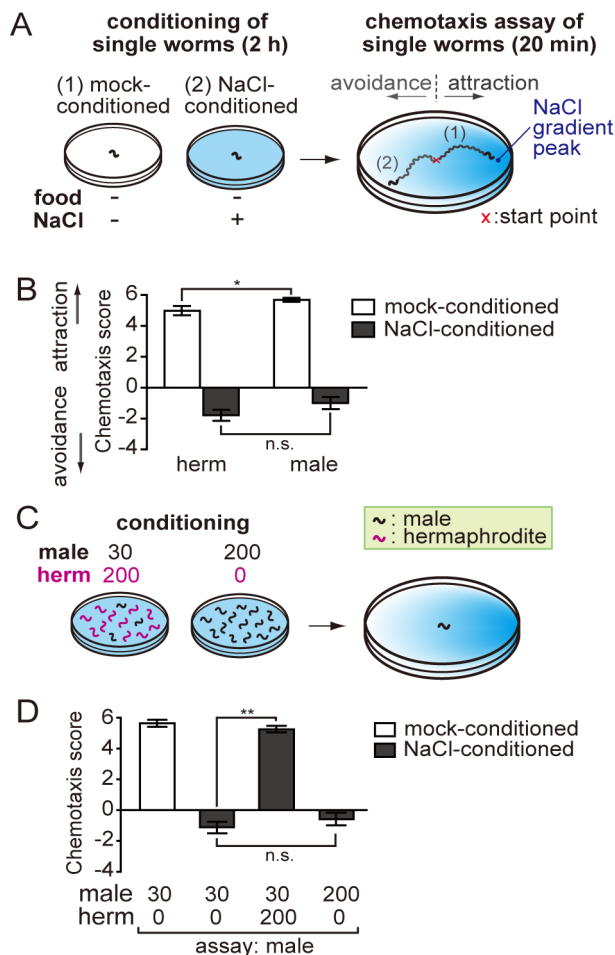 A
conditioning of
single worms (2 h)
chemotaxis assay of
single worms (20 min)
(1) mock-
conditioned
(2) NaCl-
conditioned
avoidance
attraction
NaCl
gradient
peak
(1)
(2)
food - -
NaCl - +
x:start point
B
avoidance
attraction
Chemotaxis score
6
4
2
0
-2
-4
*
n.s.
herm male
mock-conditioned
NaCl-conditioned
C
conditioning
male 30 200
herm 200 0
: male
: hermaphrodite
D
Chemotaxis score
6
4
2
0
-2
-4
**
n.s.
mock-conditioned
NaCl-conditioned
male 30 30 30 200
herm 0 0 200 0
assay: male